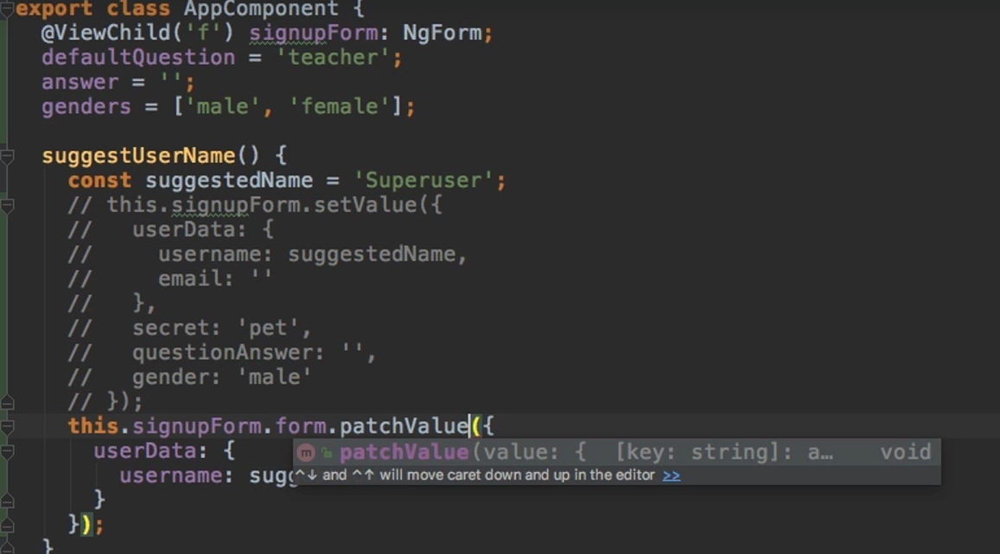 export class AppComponent {
@ViewChild('f') signupForm: NgForm;
defaultQuestion = 'teacher';
answer = '';
genders = ['male', 'female'];
suggestUserName() {
const suggestedName = 'Superuser';
// this.signupForm.setValue({
//   userData: {
//     username: suggestedName,
//     email: ''
//   },
//   secret: 'pet',
//   questionAnswer: '',
//   gender: 'male'
// });
this.signupForm.form.patchValue({
userData: {
patchValue(value: {  [key: string]: a…   void
username: sugg
^↓ and ^↑ will move caret down and up in the editor >>
}
});
}